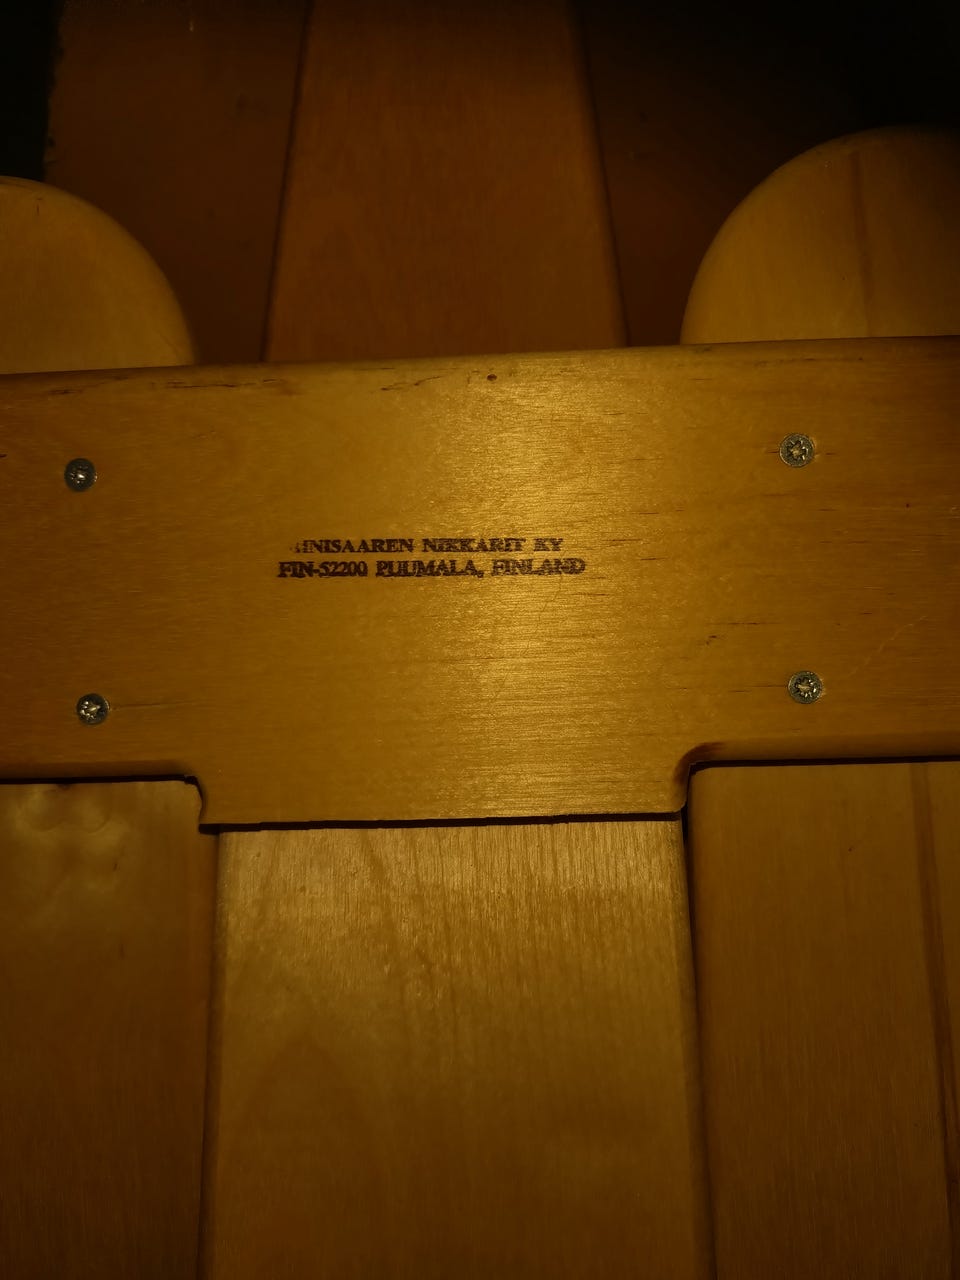 NIKKARIT KY
FIN-52200 PUUMALA, FINLAND